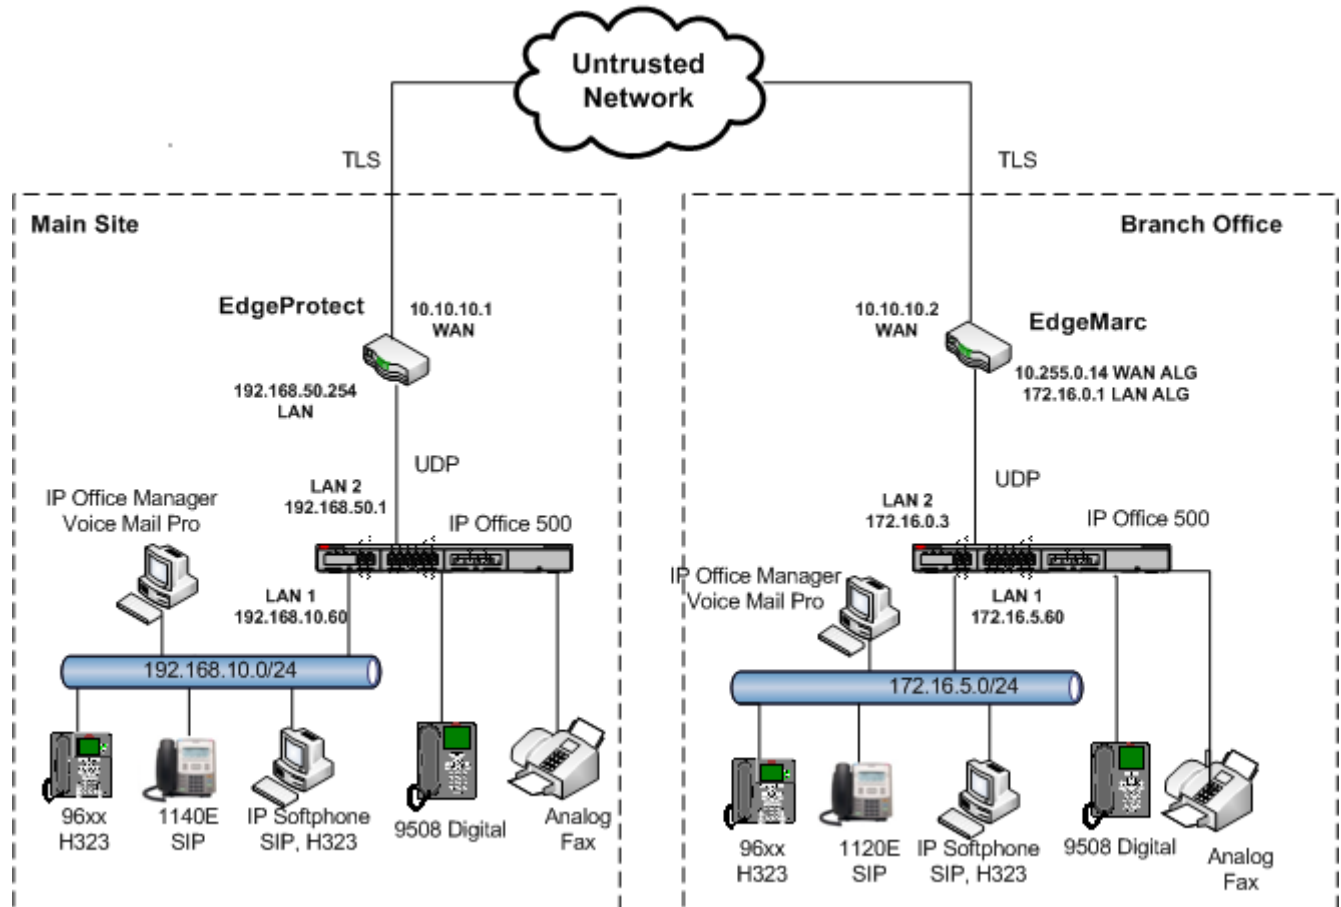 Untrusted
Network
TLS
TLS
Main Site
Branch Office
EdgeProtect
10.10.10.1
WAN
192.168.50.254
LAN
UDP
LAN 2
192.168.50.1
IP Office 500
IP Office Manager
Voice Mail Pro
LAN 1
192.168.10.60
192.168.10.0/24
96xx
H323
1140E
SIP
IP Softphone
SIP, H323
9508 Digital
Analog
Fax
10.10.10.2
WAN
EdgeMarc
10.255.0.14 WAN ALG
172.16.0.1 LAN ALG
UDP
LAN 2
172.16.0.3
IP Office 500
IP Office Manager
Voice Mail Pro
LAN 1
172.16.5.60
172.16.5.0/24
96xx
H323
1120E
SIP
IP Softphone
SIP, H323
9508 Digital
Analog
Fax